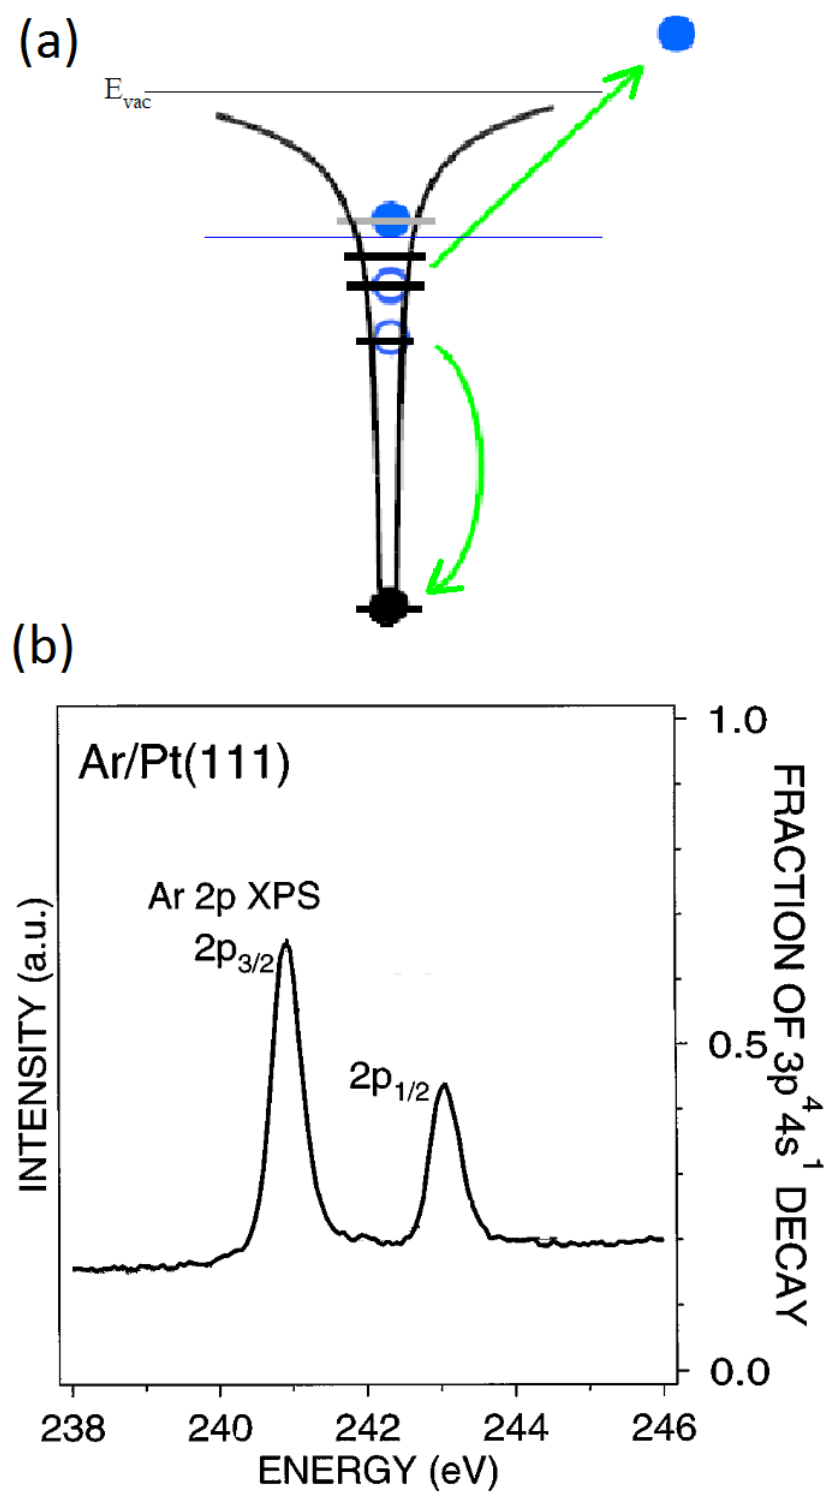 (a)
Evac
(b)
Ar/Pt(111)
Ar 2p XPS
2p3/2
2p1/2
INTENSITY (a.u.)
1.0
0.5
0.0
FRACTION OF 3p⁴ 4s¹ DECAY
238 240 242 244 246
ENERGY (eV)